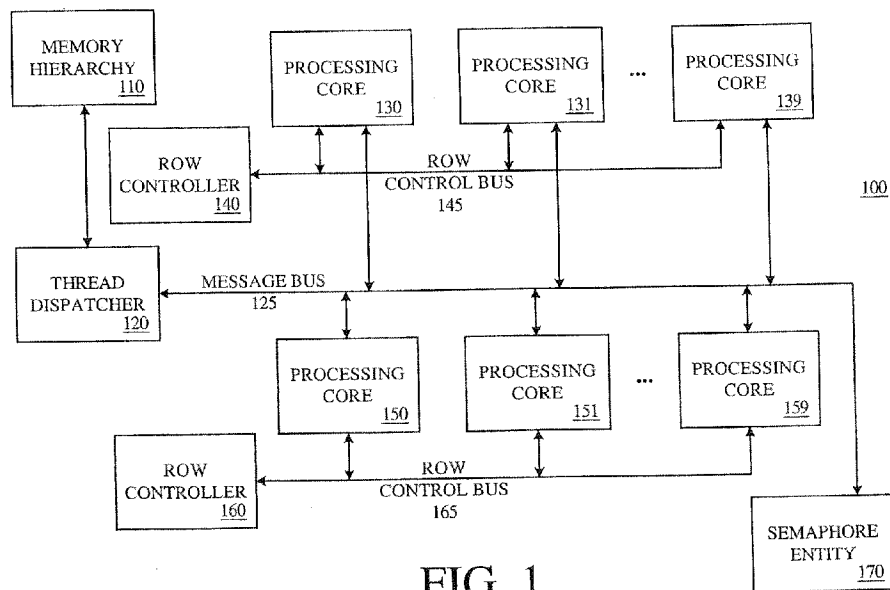 MEMORY
HIERARCHY
110
PROCESSING
CORE
130
PROCESSING
CORE
131
...
PROCESSING
CORE
139
ROW
CONTROLLER
140
ROW
CONTROL BUS
145
100
THREAD
DISPATCHER
120
MESSAGE BUS
125
PROCESSING
CORE
150
PROCESSING
CORE
151
...
PROCESSING
CORE
159
ROW
CONTROLLER
160
ROW
CONTROL BUS
165
SEMAPHORE
ENTITY
170
FIG. 1